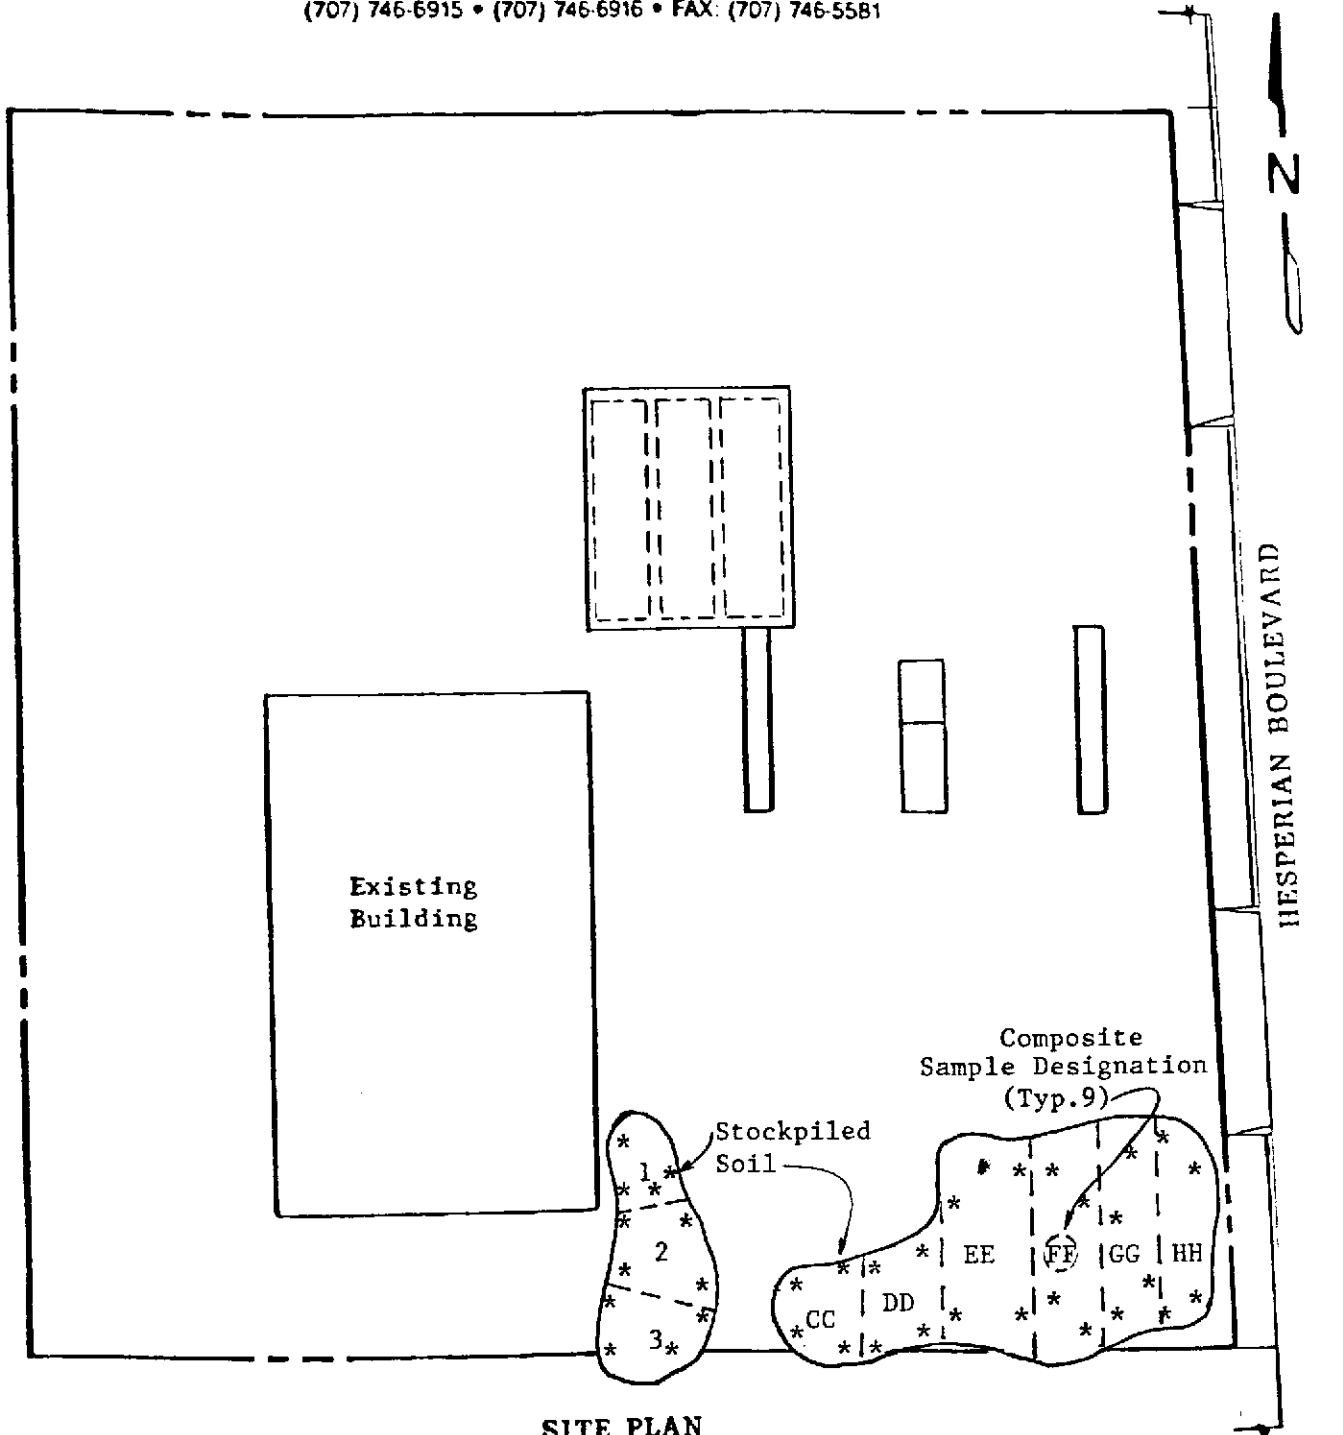 (707) 746-6915 • (707) 746-6916 • FAX: (707) 746-5581
N
HESPERIAN BOULEVARD
Existing
Building
Composite
Sample Designation
(Typ.9)
Stockpiled
Soil
1
2
3
CC
DD
EE
FF
GG
HH
SITE PLAN